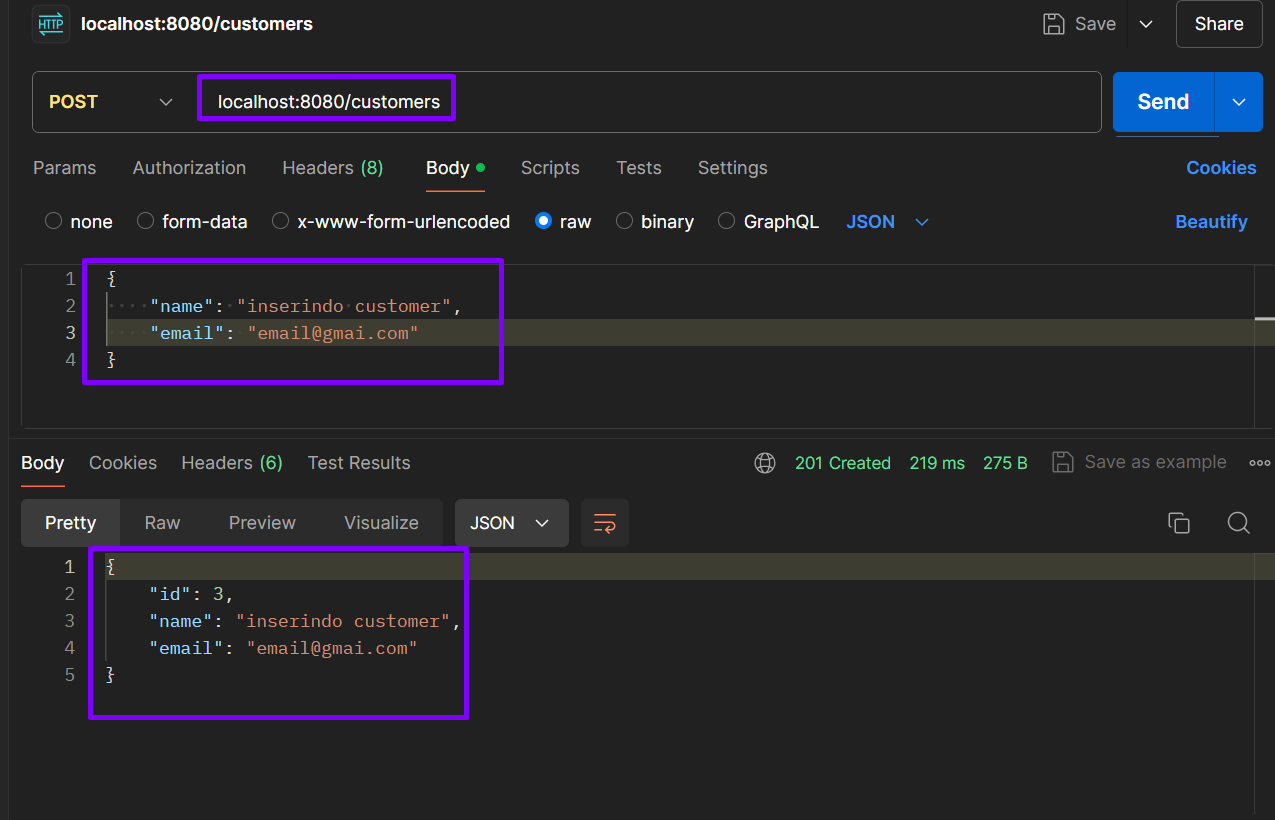 HTTP localhost:8080/customers Save Share
POST localhost:8080/customers Send
Params Authorization Headers (8) Body Scripts Tests Settings Cookies
none form-data x-www-form-urlencoded raw binary GraphQL JSON Beautify
1 {
2 "name": "inserindo customer",
3 "email": "email@gmai.com"
4 }
Body Cookies Headers (6) Test Results 201 Created 219 ms 275 B Save as example
Pretty Raw Preview Visualize JSON
1 {
2 "id": 3,
3 "name": "inserindo customer",
4 "email": "email@gmai.com"
5 }